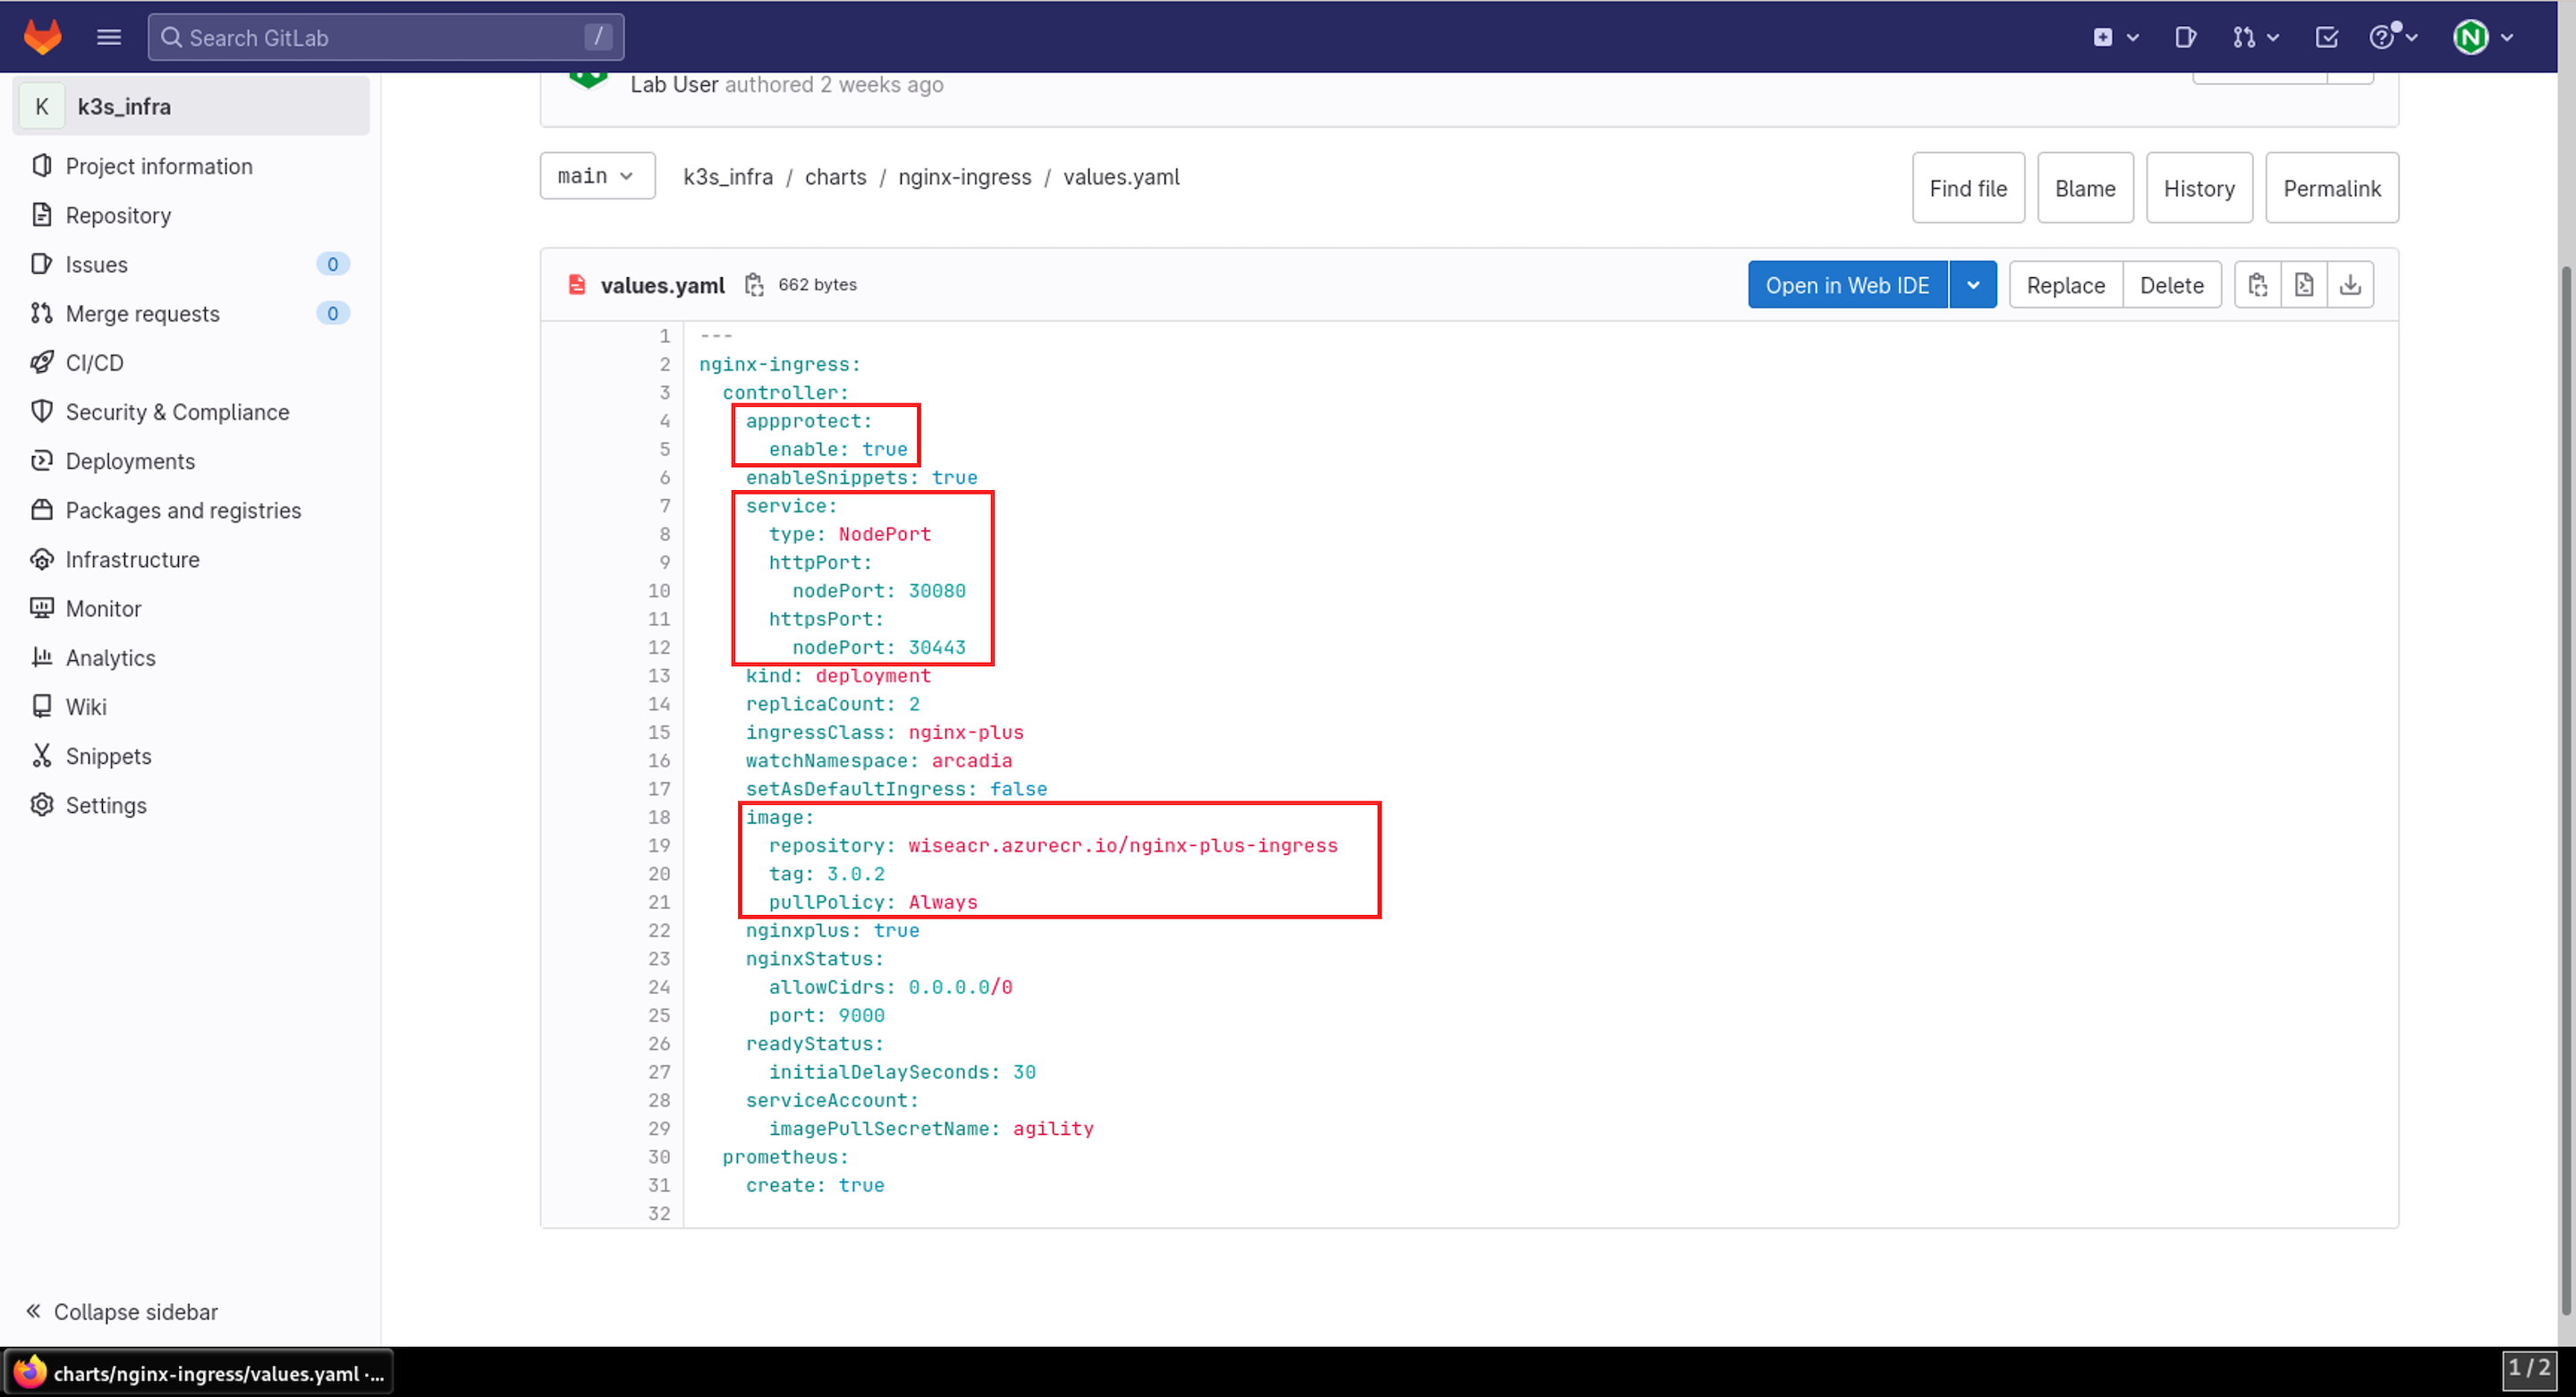 Search GitLab /
Lab User authored 2 weeks ago
K k3s_infra
Project information
Repository
Issues 0
Merge requests 0
CI/CD
Security & Compliance
Deployments
Packages and registries
Infrastructure
Monitor
Analytics
Wiki
Snippets
Settings
Collapse sidebar
main k3s_infra / charts / nginx-ingress / values.yaml Find file Blame History Permalink
values.yaml 662 bytes Open in Web IDE Replace Delete
1 ---
2 nginx-ingress:
3 controller:
4 appprotect:
5 enable: true
6 enableSnippets: true
7 service:
8 type: NodePort
9 httpPort:
10 nodePort: 30080
11 httpsPort:
12 nodePort: 30443
13 kind: deployment
14 replicaCount: 2
15 ingressClass: nginx-plus
16 watchNamespace: arcadia
17 setAsDefaultIngress: false
18 image:
19 repository: wiseacr.azurecr.io/nginx-plus-ingress
20 tag: 3.0.2
21 pullPolicy: Always
22 nginxplus: true
23 nginxStatus:
24 allowCidrs: 0.0.0.0/0
25 port: 9000
26 readyStatus:
27 initialDelaySeconds: 30
28 serviceAccount:
29 imagePullSecretName: agility
30 prometheus:
31 create: true
32
charts/nginx-ingress/values.yaml ·...
1 / 2